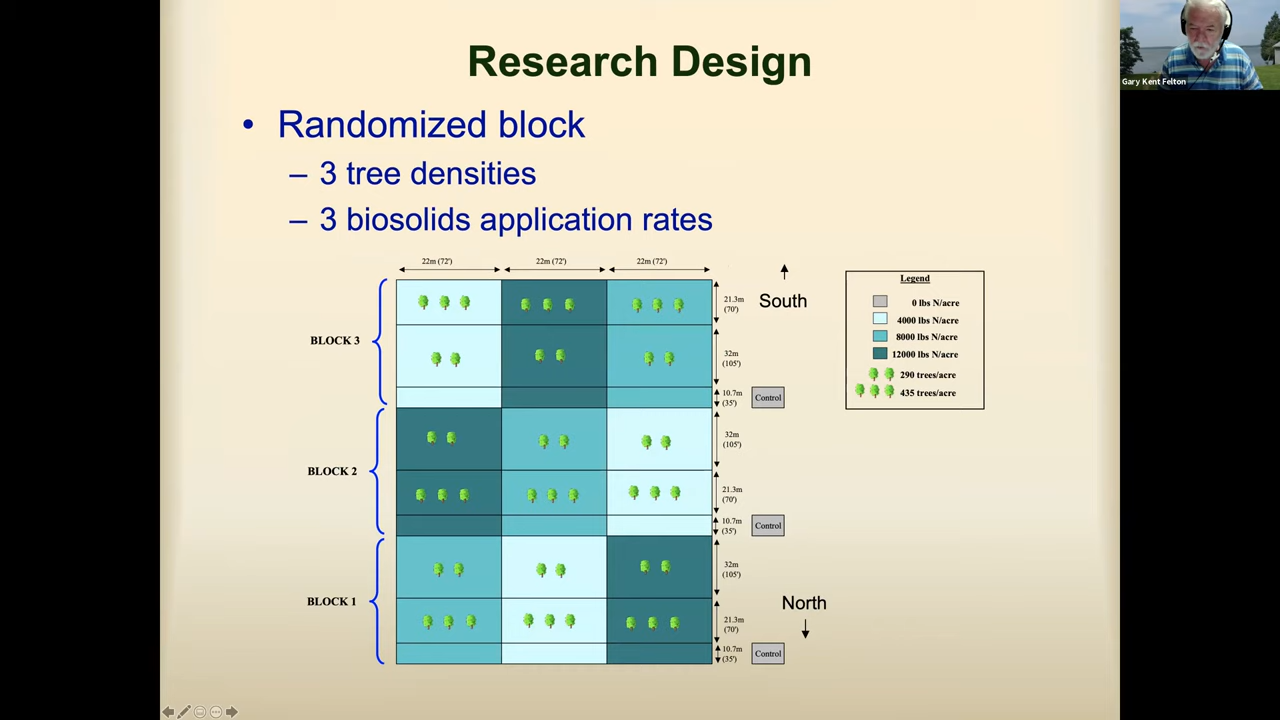 Research Design
Gary Kent Felton
• Randomized block
– 3 tree densities
– 3 biosolids application rates
22m (72') 22m (72') 22m (72')
BLOCK 3
21.3m
(70')
32m
(105')
10.7m
(35')
Control
South
Legend
0 lbs N/acre
4000 lbs N/acre
8000 lbs N/acre
12000 lbs N/acre
290 trees/acre
435 trees/acre
BLOCK 2
32m
(105')
21.3m
(70')
10.7m
(35')
Control
BLOCK 1
32m
(105')
21.3m
(70')
10.7m
(35')
Control
North